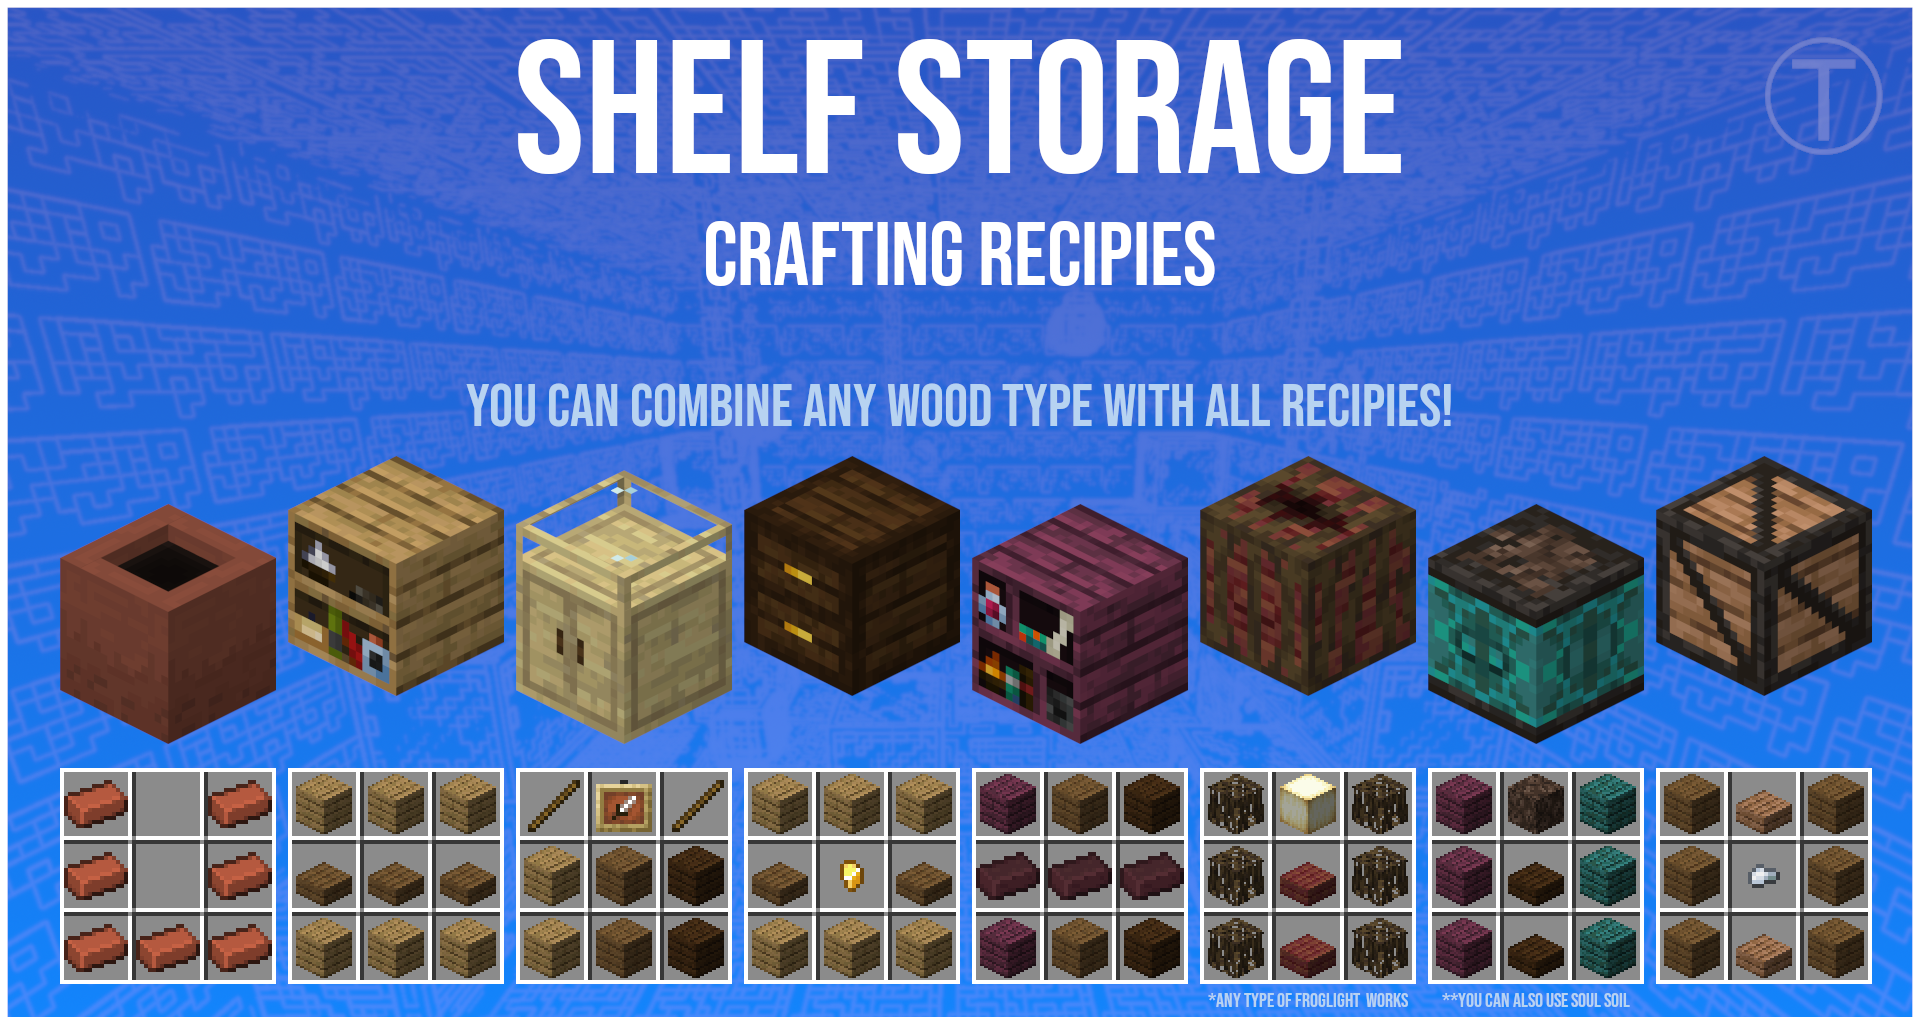 SHELF STORAGE
T
CRAFTING RECIPIES
YOU CAN COMBINE ANY WOOD TYPE WITH ALL RECIPIES!
*ANY TYPE OF FROGLIGHT WORKS
**YOU CAN ALSO USE SOUL SOIL